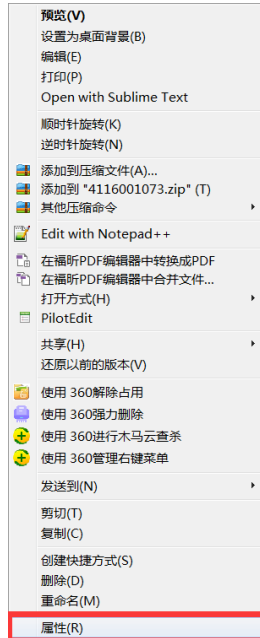 预览(V)
设置为桌面背景(B)
编辑(E)
打印(P)
Open with Sublime Text
顺时针旋转(K)
逆时针旋转(N)
添加到压缩文件(A)...
添加到 "4116001073.zip" (T)
其他压缩命令
Edit with Notepad++
在福昕PDF编辑器中转换成PDF
在福昕PDF编辑器中合并文件...
打开方式(H)
PilotEdit
共享(H)
还原以前的版本(V)
使用 360解除占用
使用 360强力删除
使用 360进行木马云查杀
使用 360管理右键菜单
发送到(N)
剪切(T)
复制(C)
创建快捷方式(S)
删除(D)
重命名(M)
属性(R)